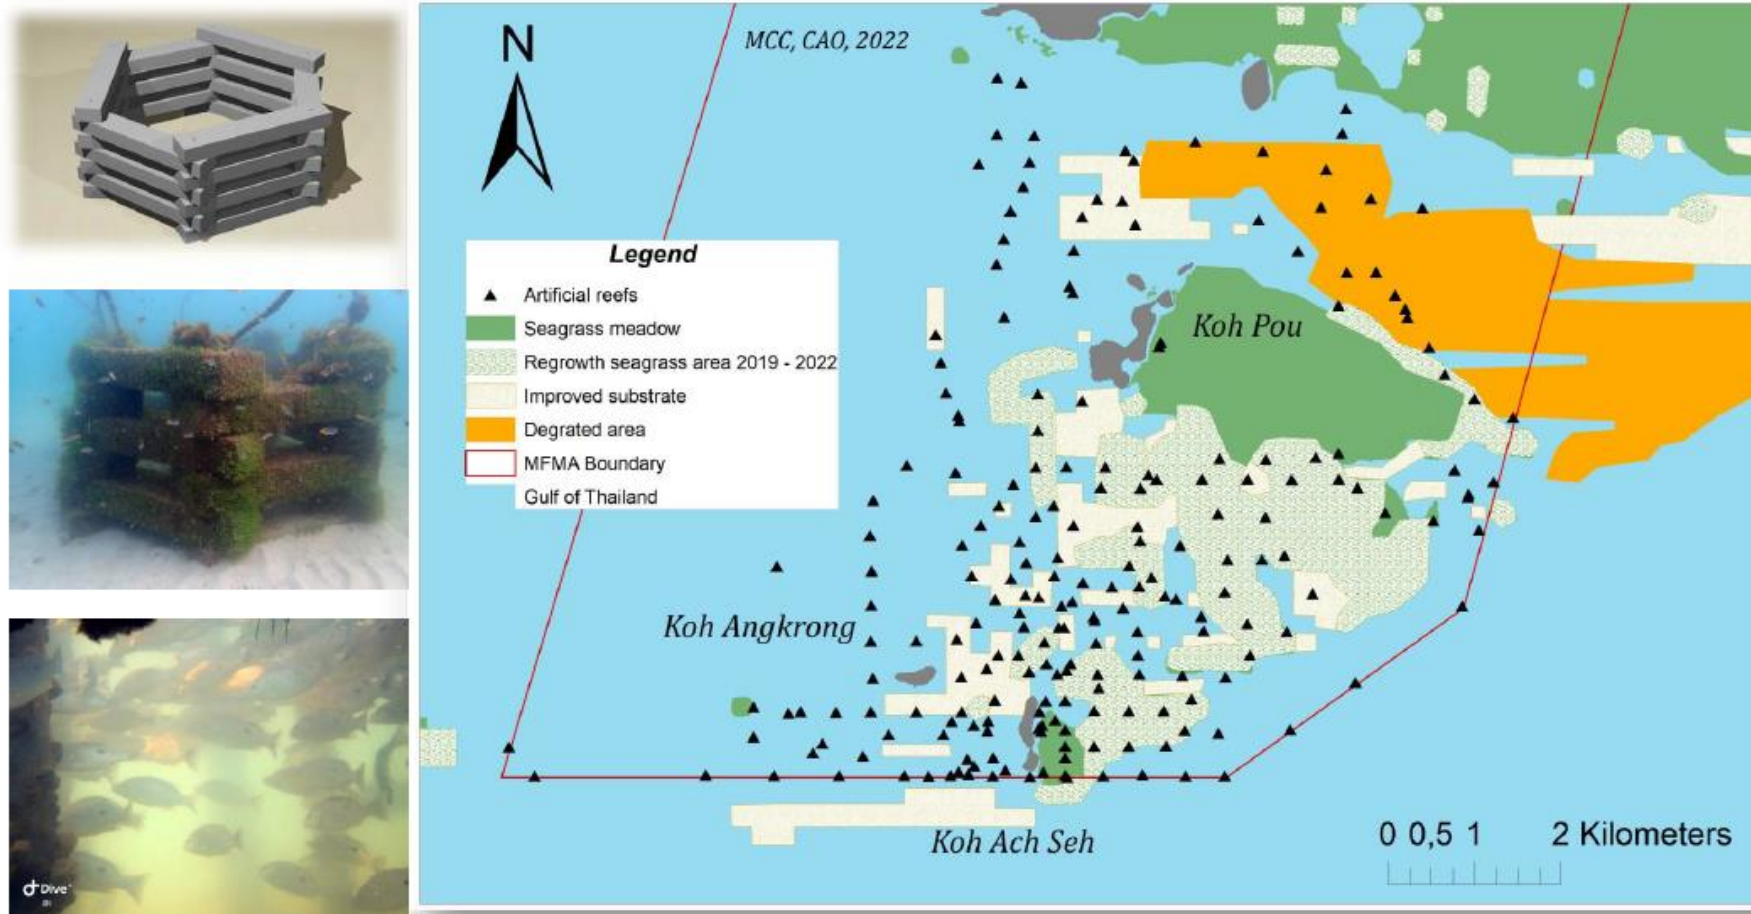 N
MCC, CAO, 2022
Legend
Artificial reefs
Seagrass meadow
Regrowth seagrass area 2019 - 2022
Improved substrate
Degrated area
MFMA Boundary
Gulf of Thailand
Koh Pou
Koh Angkrong
Koh Ach Seh
0 0,5 1 2 Kilometers
Dive